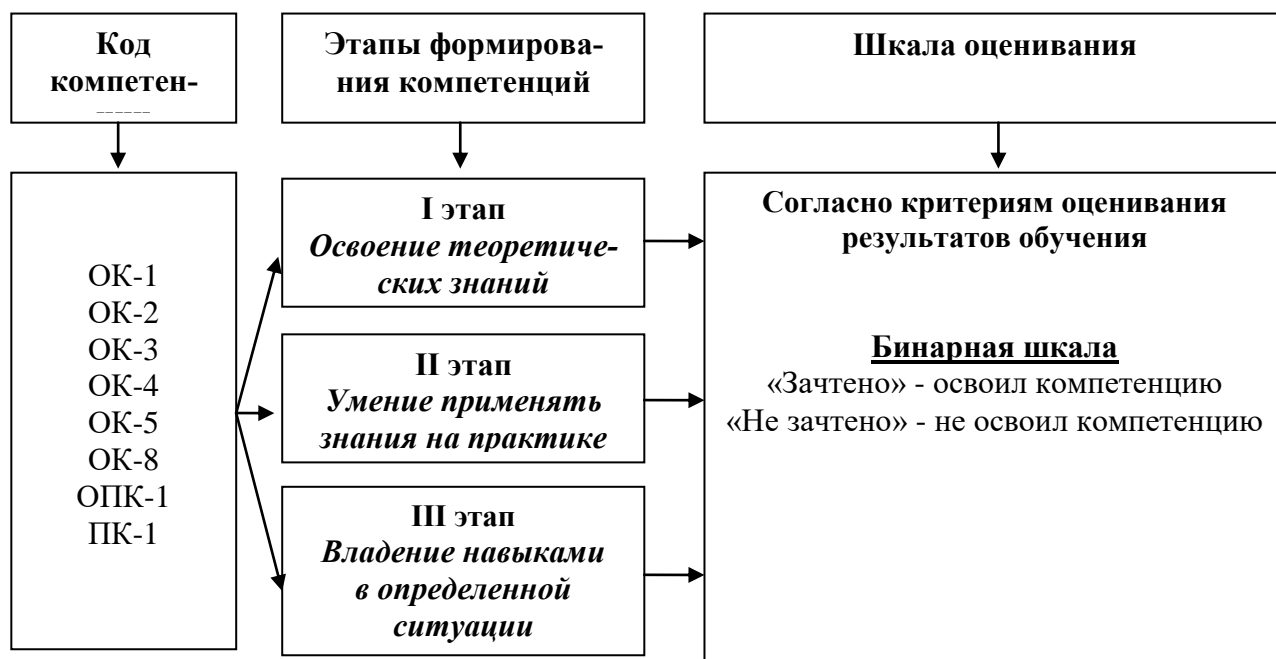 Код
компетен-
Этапы формирова-
ния компетенций
Шкала оценивания
ОК-1
ОК-2
ОК-3
ОК-4
ОК-5
ОК-8
ОПК-1
ПК-1
I этап
Освоение теоретиче-
ских знаний
II этап
Умение применять
знания на практике
III этап
Владение навыками
в определенной
ситуации
Согласно критериям оценивания
результатов обучения
Бинарная шкала
«Зачтено» - освоил компетенцию
«Не зачтено» - не освоил компетенцию